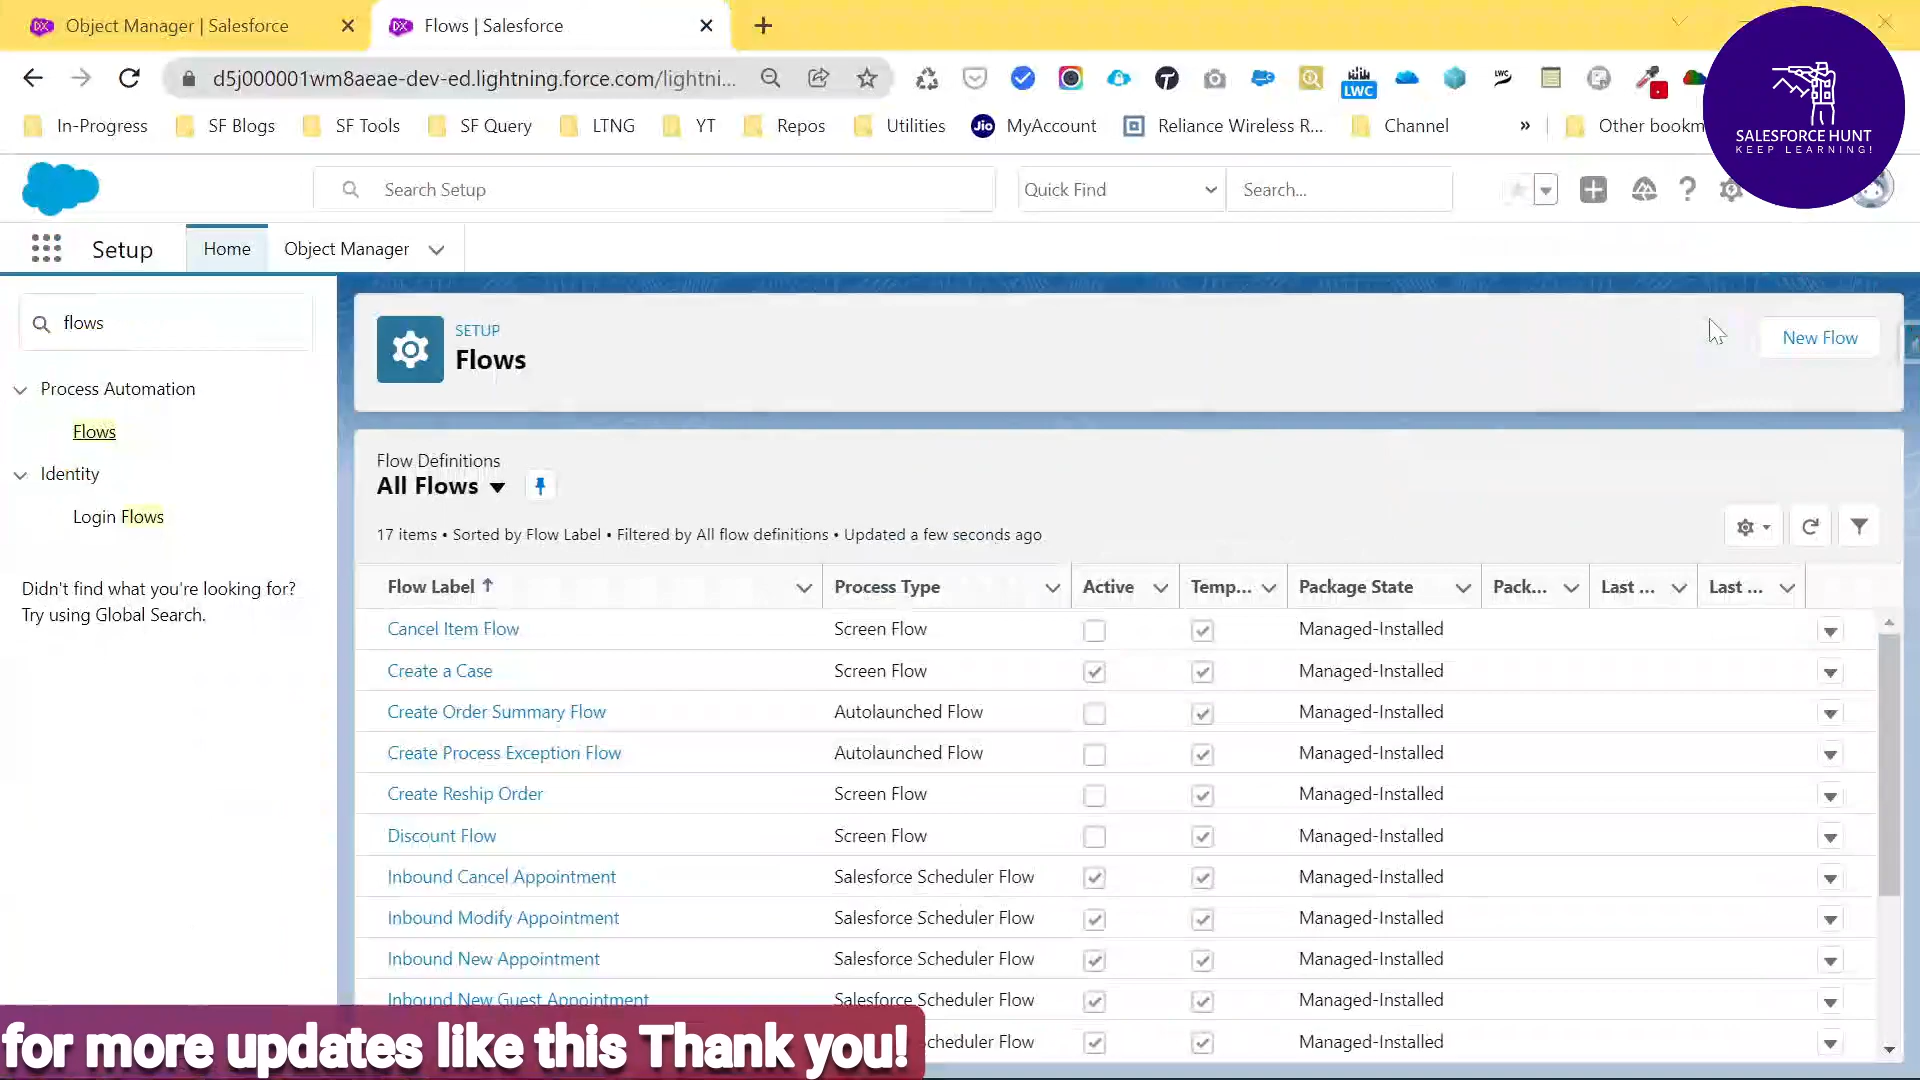 Object Manager | Salesforce
Flows | Salesforce
d5j000001wm8aeae-dev-ed.lightning.force.com/lightni...
LWC
In-Progress
SF Blogs
SF Tools
SF Query
LTNG
YT
Repos
Utilities
Jio
MyAccount
Reliance Wireless R...
Channel
»
Other bookm
SALESFORCE HUNT
KEEP LEARNING!
Search Setup
Quick Find
Search...
Setup
Home
Object Manager
flows
Process Automation
Flows
Identity
Login Flows
Didn't find what you're looking for?
Try using Global Search.
SETUP
Flows
New Flow
Flow Definitions
All Flows
17 items • Sorted by Flow Label • Filtered by All flow definitions • Updated a few seconds ago
Flow Label ↑ Process Type Active Temp... Package State Pack... Last ... Last ...
Cancel Item Flow Screen Flow Managed-Installed
Create a Case Screen Flow Managed-Installed
Create Order Summary Flow Autolaunched Flow Managed-Installed
Create Process Exception Flow Autolaunched Flow Managed-Installed
Create Reship Order Screen Flow Managed-Installed
Discount Flow Screen Flow Managed-Installed
Inbound Cancel Appointment Salesforce Scheduler Flow Managed-Installed
Inbound Modify Appointment Salesforce Scheduler Flow Managed-Installed
Inbound New Appointment Salesforce Scheduler Flow Managed-Installed
Inbound New Guest Appointment Salesforce Scheduler Flow Managed-Installed
Scheduler Flow Managed-Installed
for more updates like this Thank you!